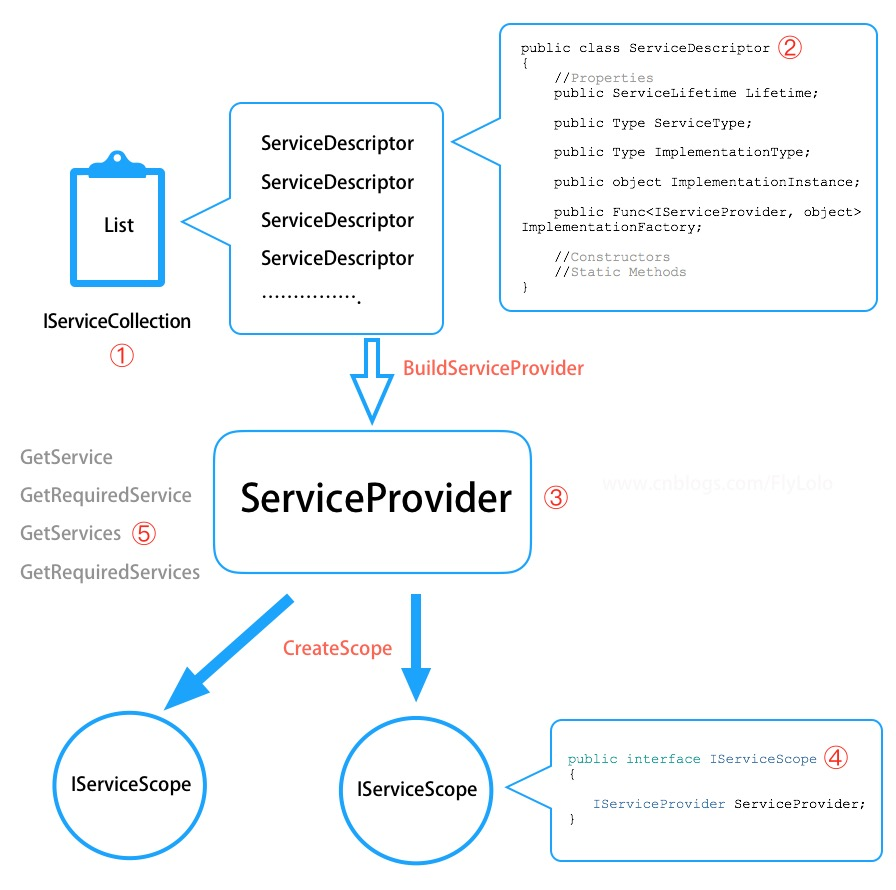 public class ServiceDescriptor ②
{
//Properties
public ServiceLifetime Lifetime;
public Type ServiceType;
public Type ImplementationType;
public object ImplementationInstance;
public Func<IServiceProvider, object>
ImplementationFactory;
//Constructors
//Static Methods
}
ServiceDescriptor
ServiceDescriptor
ServiceDescriptor
ServiceDescriptor
................
List
IServiceCollection
①
BuildServiceProvider
GetService
GetRequiredService
GetServices ⑤
GetRequiredServices
ServiceProvider
③
www.cnblogs.com/FlyLolo
CreateScope
IServiceScope
IServiceScope
public interface IServiceScope ④
{
IServiceProvider ServiceProvider;
}